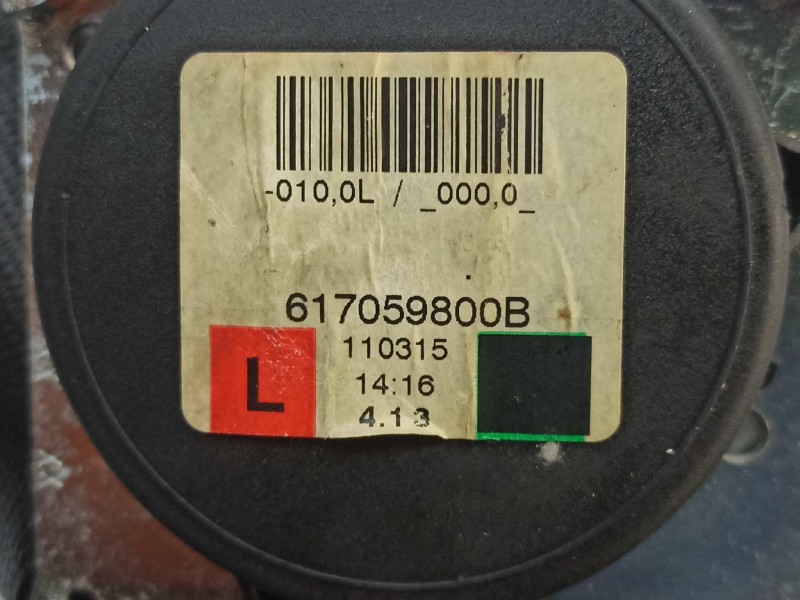 -010,0L / _000,0_
617059800B
110315
L
14:16
4.13